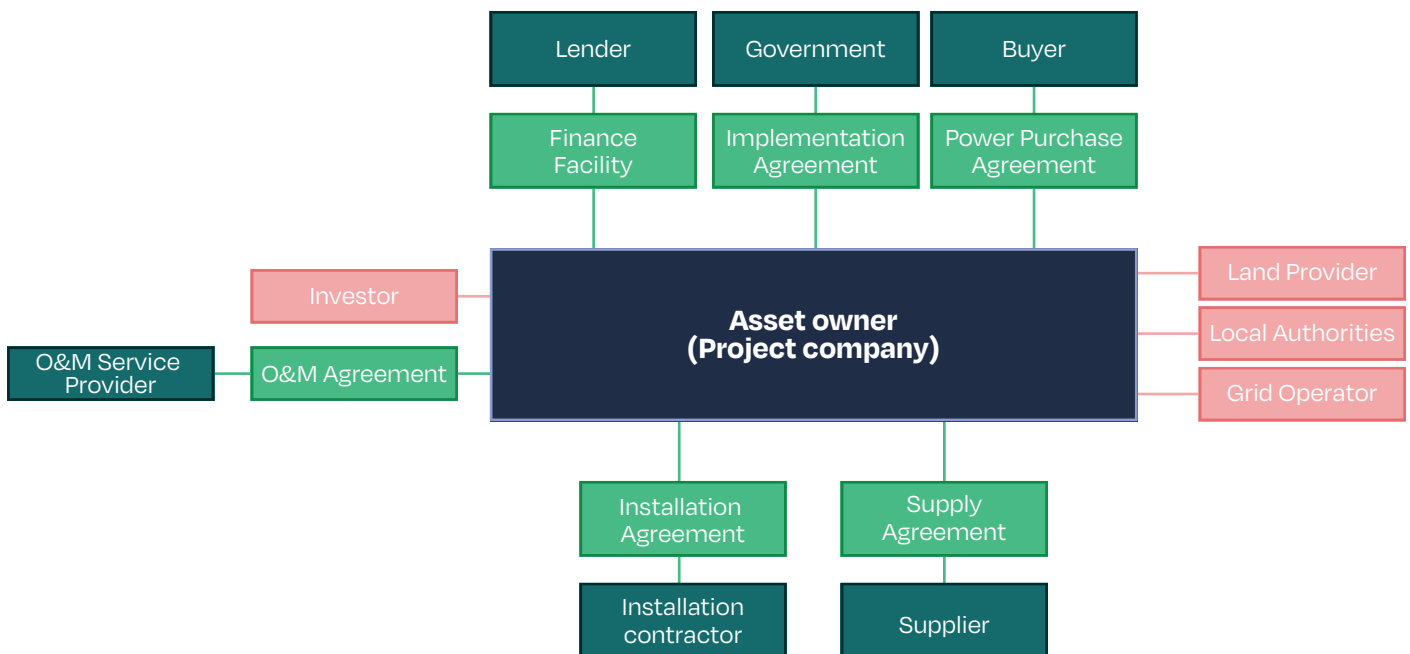 Lender
Government
Buyer
Finance
Facility
Implementation
Agreement
Power Purchase
Agreement
Investor
O&M Service
Provider
O&M Agreement
Asset owner
(Project company)
Land Provider
Local Authorities
Grid Operator
Installation
Agreement
Supply
Agreement
Installation
contractor
Supplier